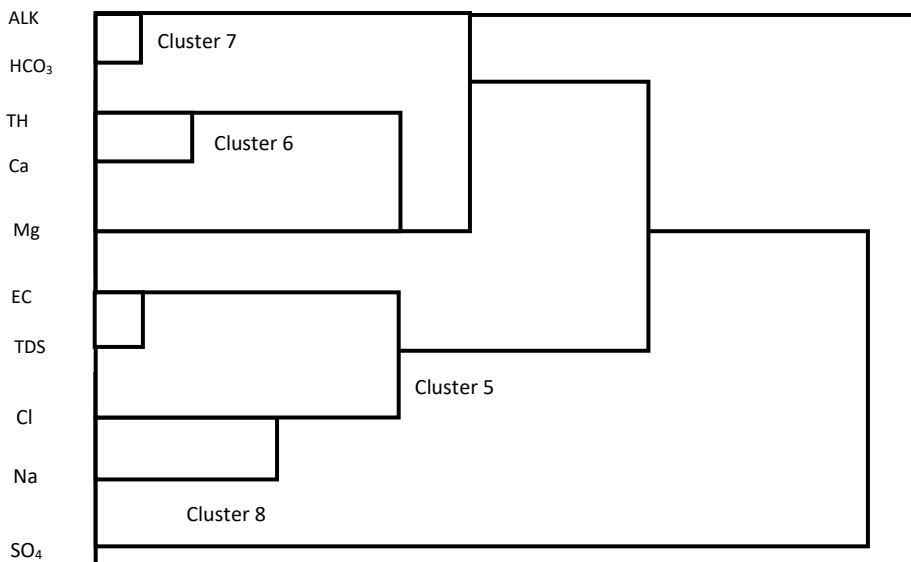 ALK
Cluster 7
HCO₃
TH
Cluster 6
Ca
Mg
EC
TDS
Cluster 5
Cl
Na
Cluster 8
SO₄